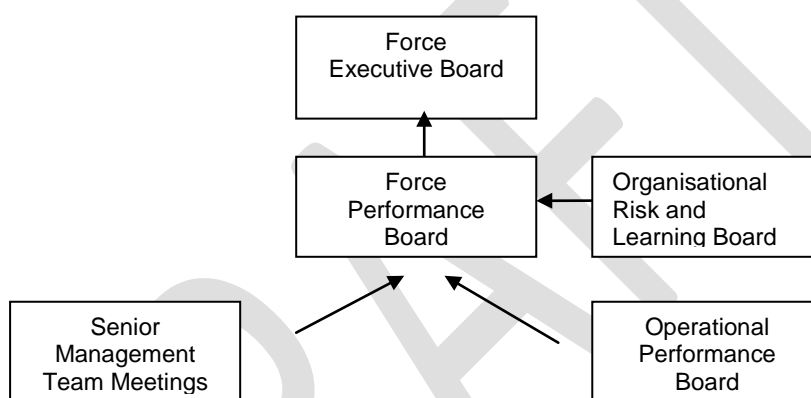 Force
Executive Board
Force
Performance
Board
Organisational
Risk and
Learning Board
Senior
Management
Team Meetings
Operational
Performance
Board